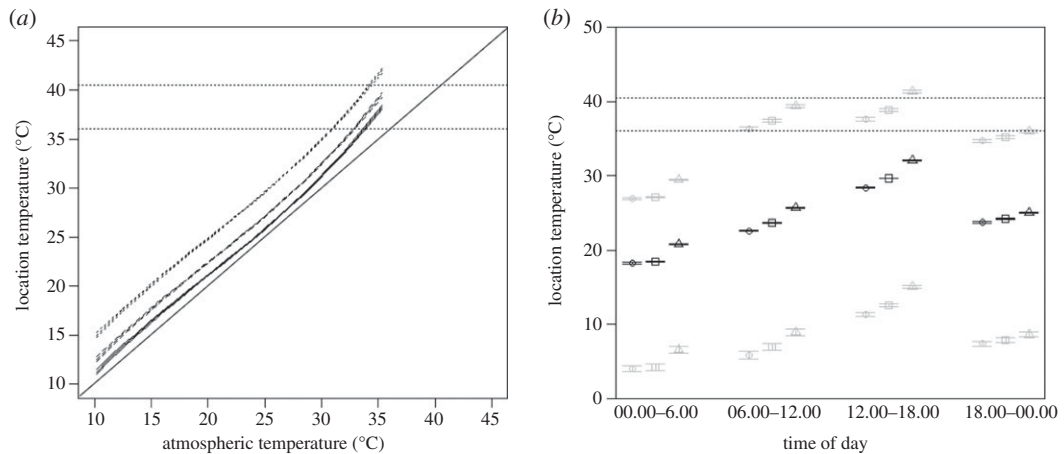 (a)
45
40
35
30
25
20
15
10
location temperature (°C)
10 15 20 25 30 35 40 45
atmospheric temperature (°C)
(b)
50
40
30
20
10
0
location temperature (°C)
00.00–6.00 06.00–12.00 12.00–18.00 18.00–00.00
time of day